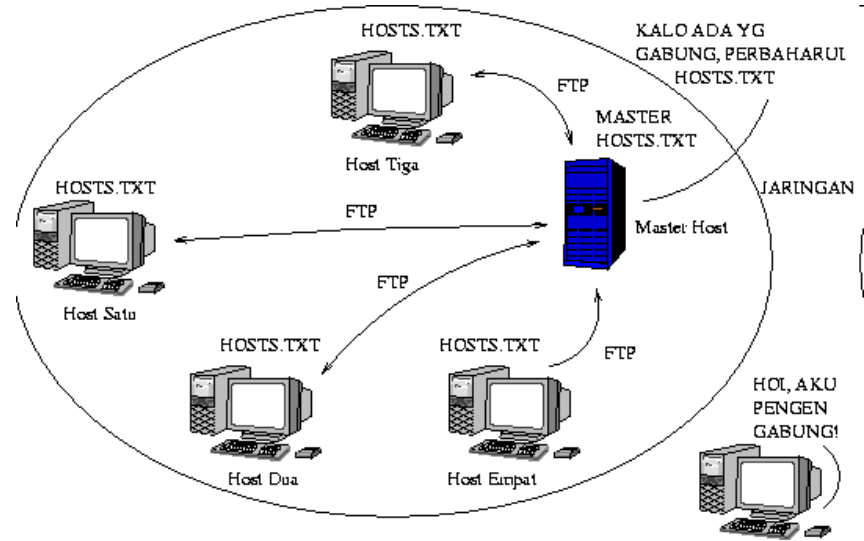 HOSTS.TXT
KALO ADA YG
GABUNG, PERBAHARUI
HOSTS.TXT
FTP
MASTER
HOSTS.TXT
Host Tiga
HOSTS.TXT
JARINGAN
FTP
Master Host
FTP
Host Satu
HOSTS.TXT
HOSTS.TXT
FTP
HOI, AKU
PENGEN
GABUNG!
Host Dua
Host Empat